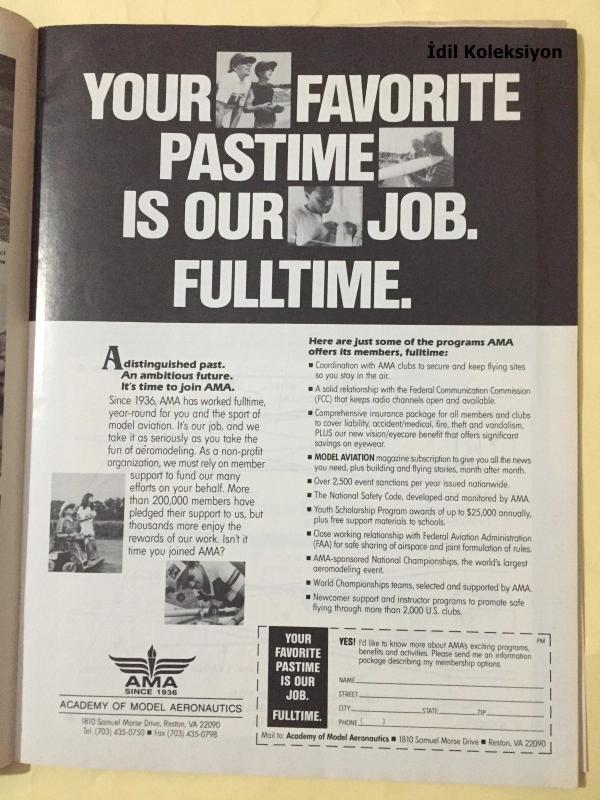 İdil Koleksiyon
YOUR FAVORITE
PASTIME
IS OUR JOB.
FULLTIME.
A distinguished past.
An ambitious future.
It's time to join AMA.
Since 1936, AMA has worked fulltime,
year-round for you and the sport of
model aviation. It's our job, and we
take it as seriously as you take the
fun of aeromodeling. As a non-profit
organization, we must rely on member
support to fund our many
efforts on your behalf. More
than 200,000 members have
pledged their support to us, but
thousands more enjoy the
rewards of our work. Isn't it
time you joined AMA?
AMA
SINCE 1936
ACADEMY OF MODEL AERONAUTICS
1810 Samuel Morse Drive, Reston, VA 22090
Tel. (703) 435-0750 ■ Fax (703) 435-0798
Here are just some of the programs AMA
offers its members, fulltime:
■ Coordination with AMA clubs to secure and keep flying sites
so you stay in the air.
■ A solid relationship with the Federal Communication Commission
(FCC) that keeps radio channels open and available.
■ Comprehensive insurance package for all members and clubs
to cover liability, accident/medical, fire, theft and vandalism,
PLUS our new vision/eyecare benefit that offers significant
savings on eyewear.
■ MODEL AVIATION magazine subscription to give you all the news
you need, plus building and flying stories, month after month.
■ Over 2,500 event sanctions per year issued nationwide.
■ The National Safety Code, developed and monitored by AMA.
■ Youth Scholarship Program awards of up to $25,000 annually,
plus free support materials to schools.
■ Close working relationship with Federal Aviation Administration
(FAA) for safe sharing of airspace and joint formulation of rules.
■ AMA-sponsored National Championships, the world's largest
aeromodeling event.
■ World Championships teams, selected and supported by AMA.
■ Newcomer support and instructor programs to promote safe
flying through more than 2,000 U.S. clubs.
YOUR
FAVORITE
PASTIME
IS OUR
JOB.
FULLTIME.
FM
YES! I'd like to know more about AMA's exciting programs,
benefits and activities. Please send me an information
package describing my membership options.
NAME
STREET
CITY STATE ZIP
PHONE ( )
Mail to: Academy of Model Aeronautics ■ 1810 Samuel Morse Drive ■ Reston, VA 22090